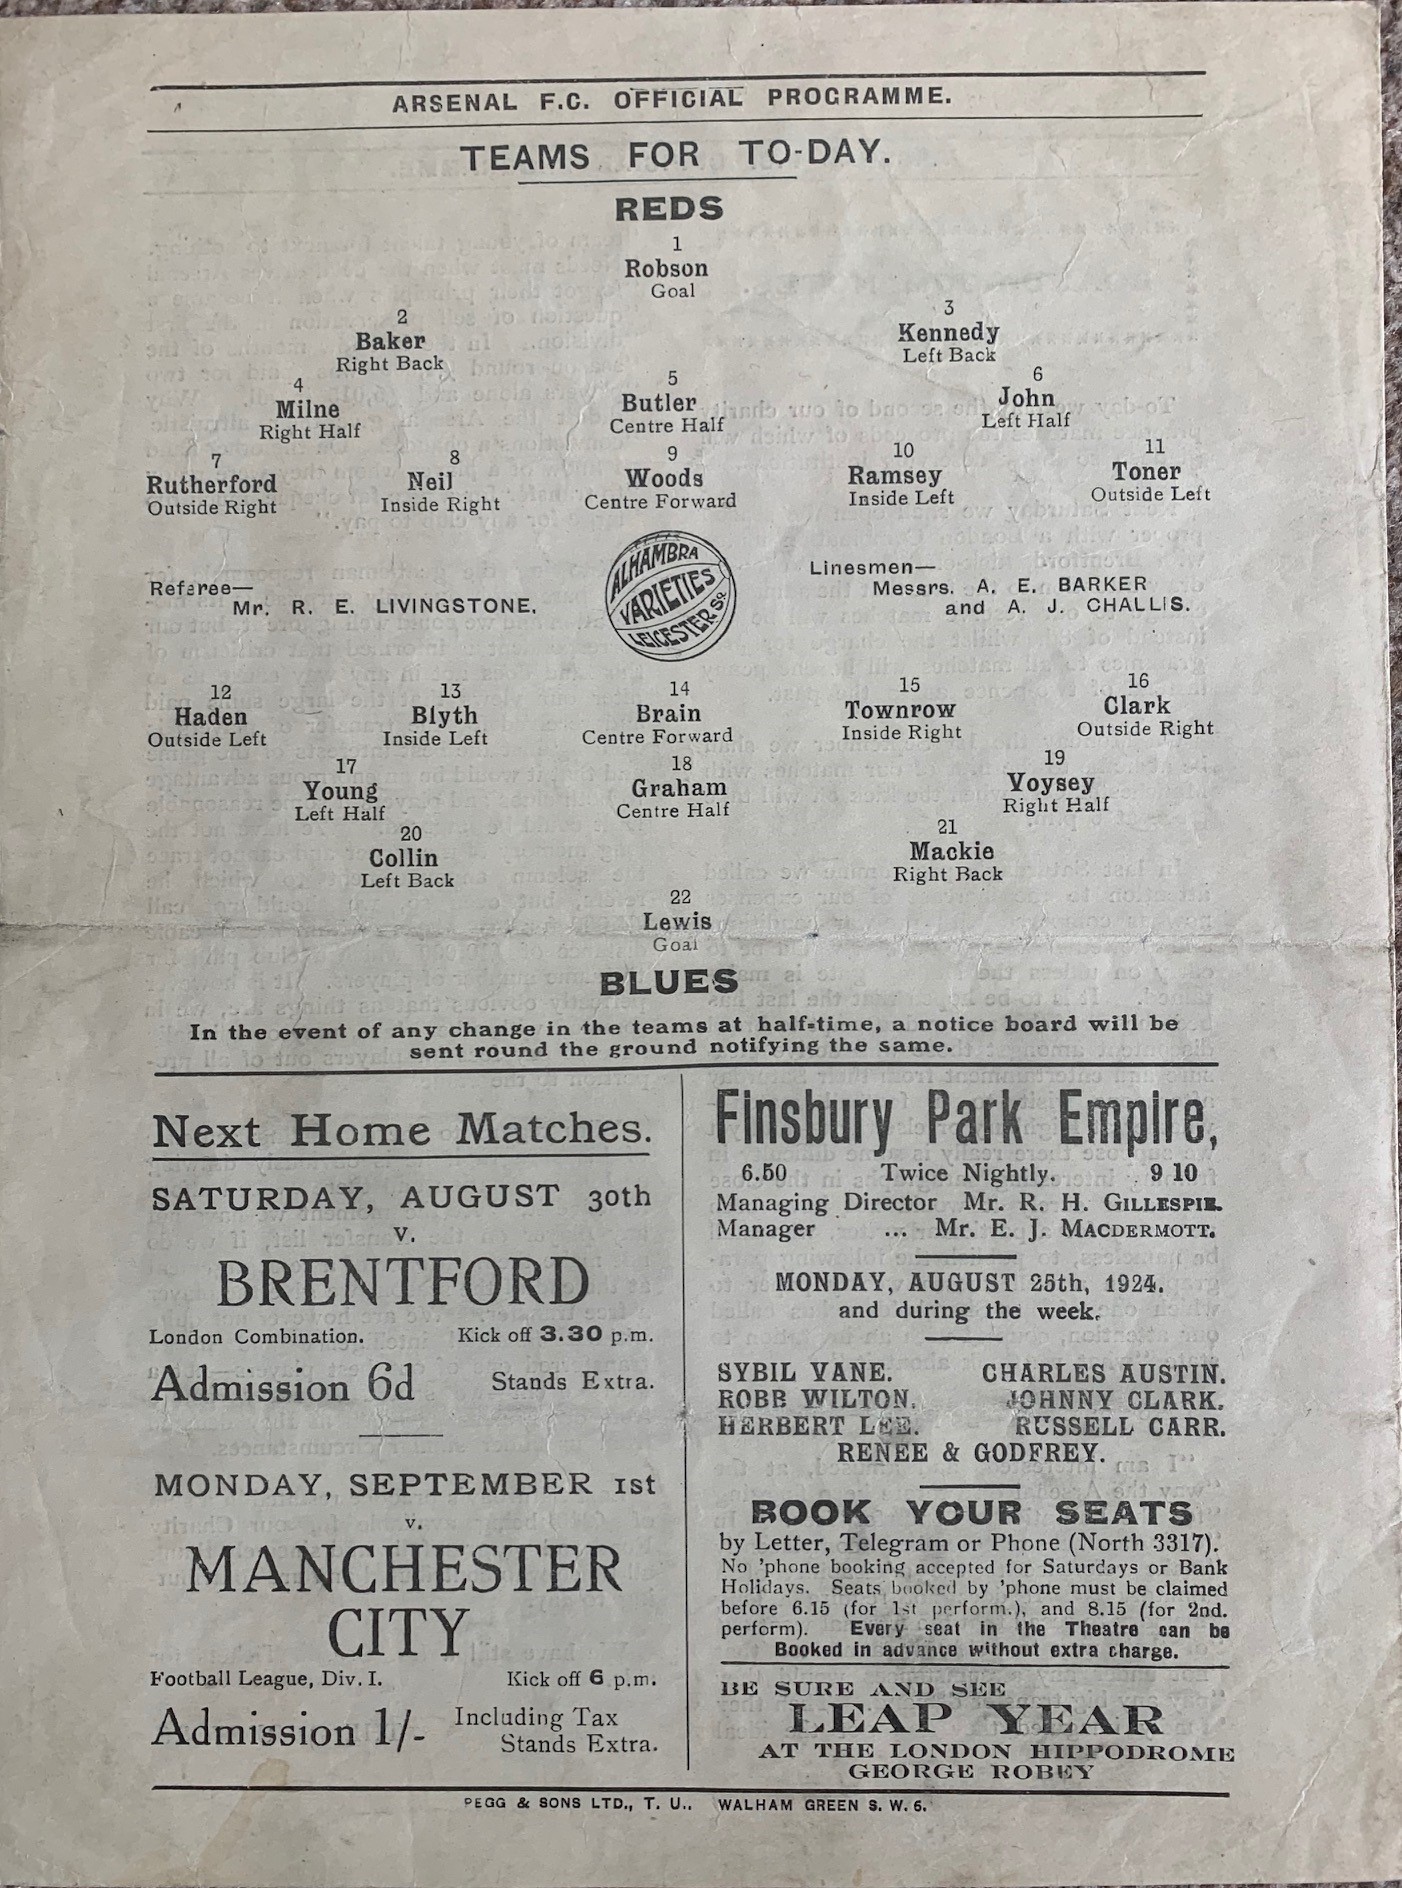 ARSENAL F.C. OFFICIAL PROGRAMME.
TEAMS FOR TO-DAY.
REDS
1
Robson
Goal
2 3
Baker Kennedy
Right Back Left Back
4 5 6
Milne Butler John
Right Half Centre Half Left Half
7 8 9 10 11
Rutherford Neil Woods Ramsey Toner
Outside Right Inside Right Centre Forward Inside Left Outside Left
Referee—
Mr. R. E. LIVINGSTONE.
ALHAMBRA
VARIETIES
LEICESTER SQ.
Linesmen—
Messrs. A. E. BARKER
and A. J. CHALLIS.
12 13 14 15 16
Haden Blyth Brain Townrow Clark
Outside Left Inside Left Centre Forward Inside Right Outside Right
17 18 19
Young Graham Voysey
Left Half Centre Half Right Half
20 21
Collin Mackie
Left Back Right Back
22
Lewis
Goal
BLUES
In the event of any change in the teams at half-time, a notice board will be
sent round the ground notifying the same.
Next Home Matches.
SATURDAY, AUGUST 30th
v.
BRENTFORD
London Combination. Kick off 3.30 p.m.
Admission 6d Stands Extra.
MONDAY, SEPTEMBER 1st
v.
MANCHESTER
CITY
Football League, Div. I. Kick off 6 p.m.
Admission 1/- Including Tax
Stands Extra.
Finsbury Park Empire,
6.50 Twice Nightly. 9 10
Managing Director Mr. R. H. GILLESPIE.
Manager ... Mr. E. J. MACDERMOTT.
MONDAY, AUGUST 25th, 1924.
and during the week.
SYBIL VANE. CHARLES AUSTIN.
ROBB WILTON. JOHNNY CLARK.
HERBERT LEE. RUSSELL CARR.
RENEE & GODFREY.
BOOK YOUR SEATS
by Letter, Telegram or Phone (North 3317).
No 'phone booking accepted for Saturdays or Bank
Holidays. Seats booked by 'phone must be claimed
before 6.15 (for 1st perform.), and 8.15 (for 2nd.
perform). Every seat in the Theatre can be
Booked in advance without extra charge.
BE SURE AND SEE
LEAP YEAR
AT THE LONDON HIPPODROME
GEORGE ROBEY
PEGG & SONS LTD., T. U., WALHAM GREEN S. W. 6.